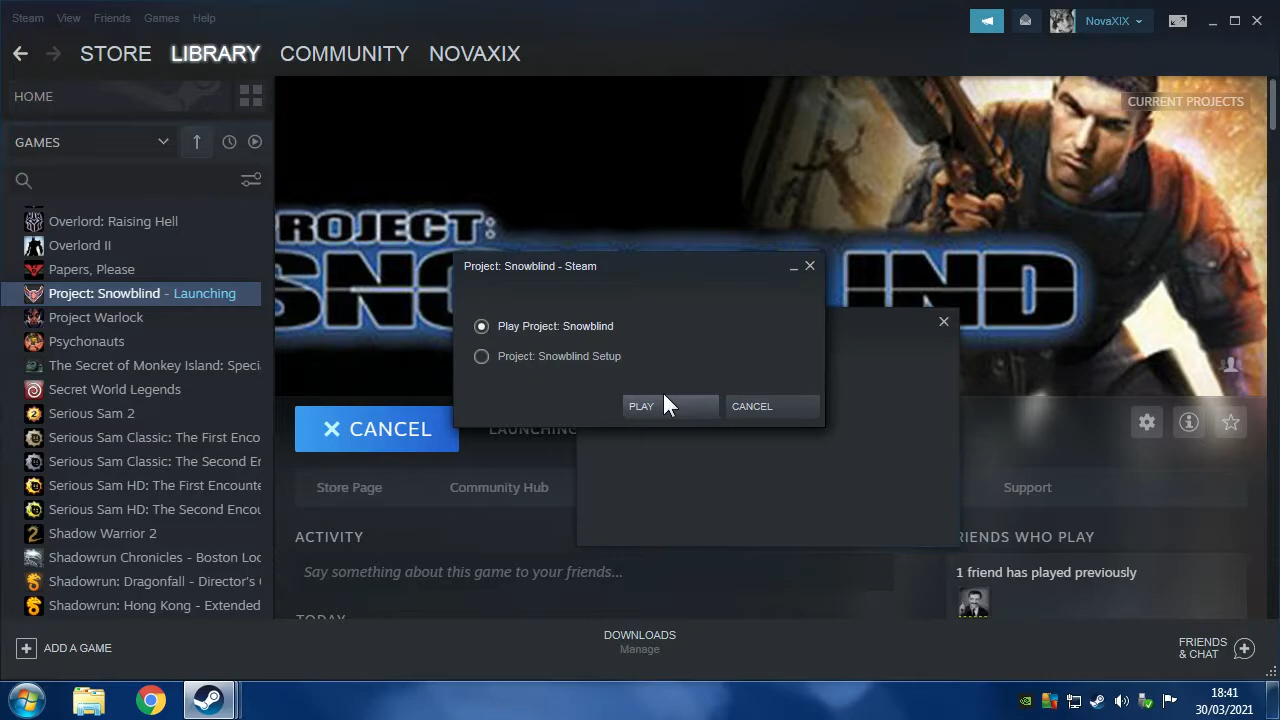 Steam View Friends Games Help
NovaXIX
STORE LIBRARY COMMUNITY NOVAXIX
HOME
CURRENT PROJECTS
GAMES
Overlord: Raising Hell
Overlord II
Papers, Please
Project: Snowblind - Launching
Project Warlock
Psychonauts
The Secret of Monkey Island: Speci
Secret World Legends
Serious Sam 2
Serious Sam Classic: The First Enco
Serious Sam Classic: The Second Er
Serious Sam HD: The First Encounte
Serious Sam HD: The Second Encou
Shadow Warrior 2
Shadowrun Chronicles - Boston Loc
Shadowrun: Dragonfall - Director's
Shadowrun: Hong Kong - Extended
PROJECT:
SNO IND
Project: Snowblind - Steam
Play Project: Snowblind
Project: Snowblind Setup
PLAY CANCEL
CANCEL LAUNCHING
Store Page Community Hub Support
ACTIVITY
Say something about this game to your friends...
TODAY
RIENDS WHO PLAY
1 friend has played previously
ADD A GAME
DOWNLOADS
Manage
FRIENDS
& CHAT
18:41
30/03/2021